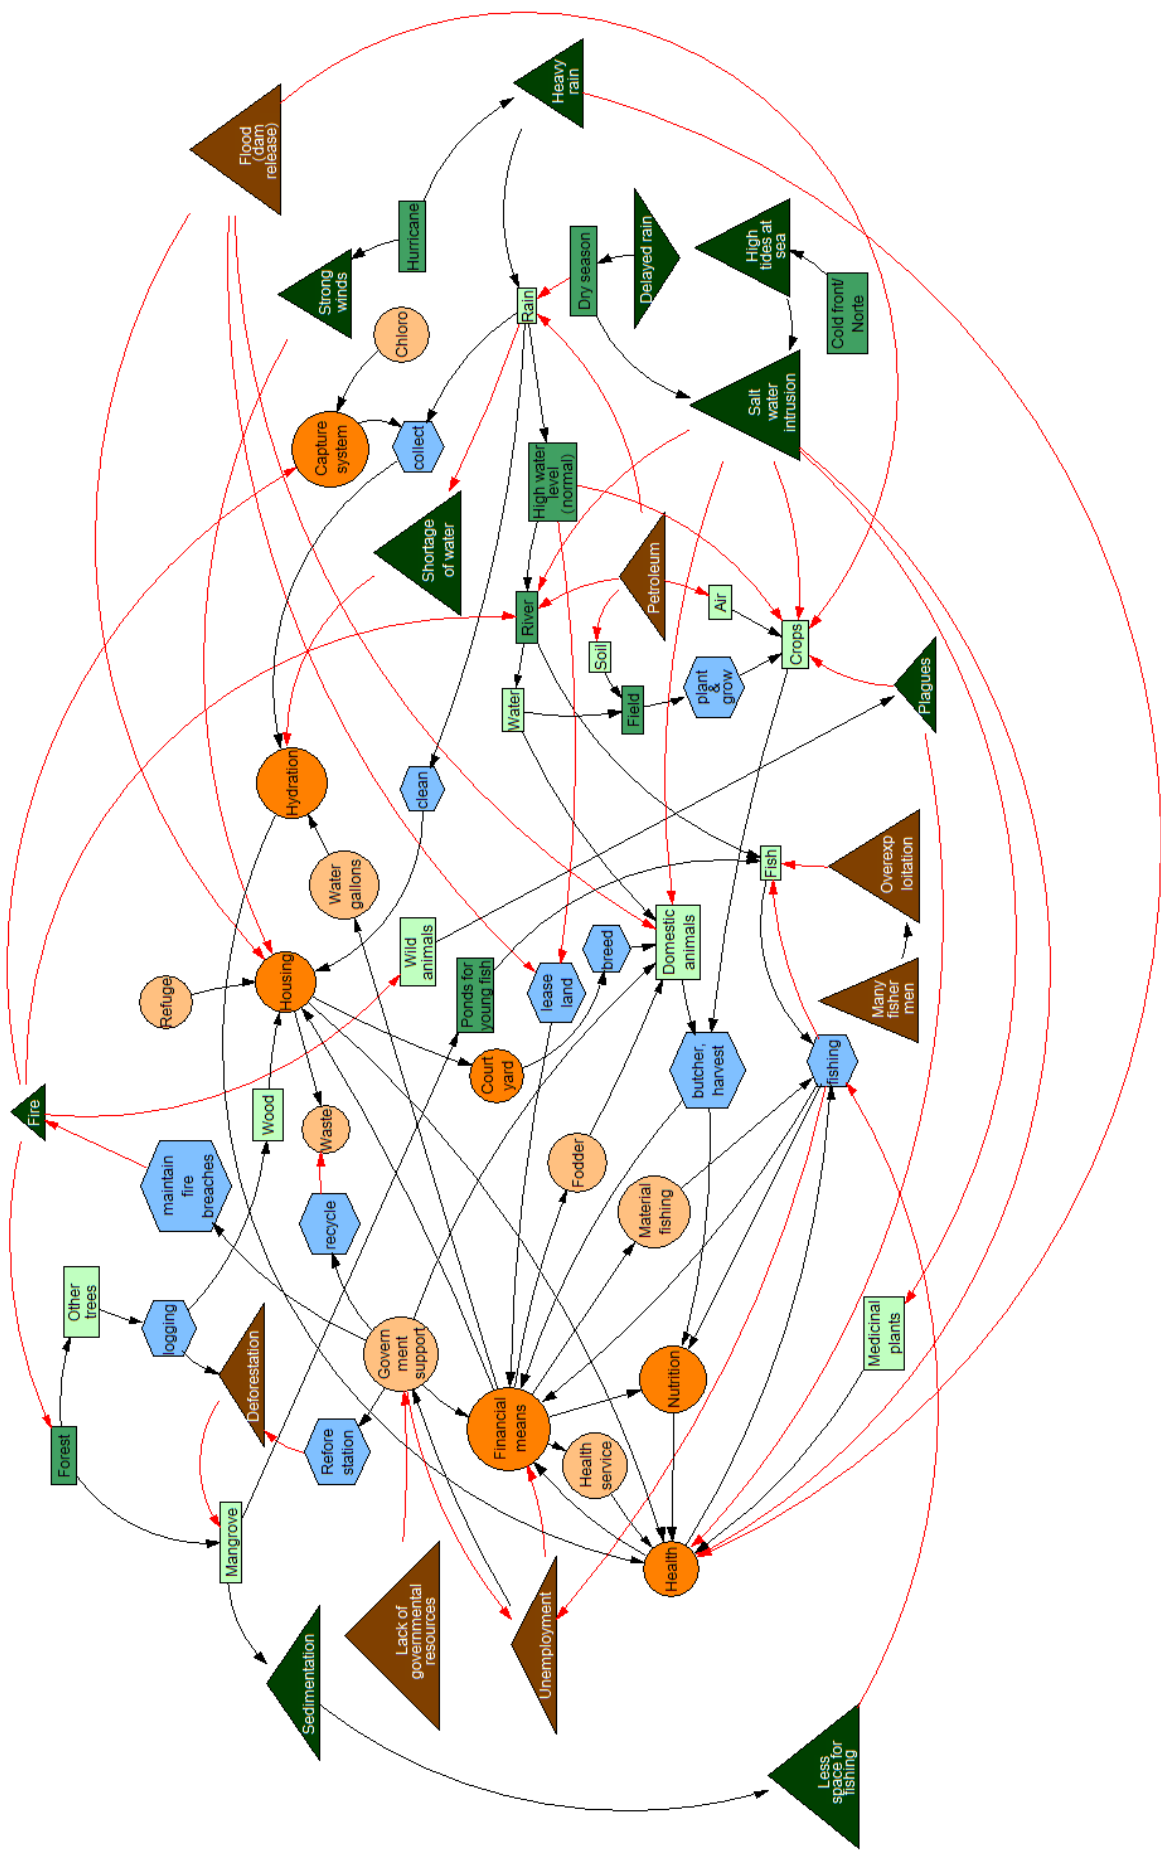 Fire
Forest
Other
trees
logging
maintain
fire
breaches
Refuge
Sedimentation
Mangrove
Deforestation
Wood
Housing
Hydration
Strong
winds
Flood
(dam
release)
Refore
station
recycle
Waste
Water
gallons
Capture
system
Chloro
Lack of
governmental
resources
Govern
ment
support
Wild
animals
clean
Shortage
of water
collect
Hurricane
Financial
means
Court
yard
Ponds for
young fish
Water
River
High water
level
(normal)
Rain
Heavy
rain
Unemployment
Health
service
Fodder
lease
land
breed
Soil
Field
Petroleum
Dry season
Delayed rain
Health
Nutrition
Material
fishing
butcher,
harvest
Domestic
animals
plant
&
grow
Air
Salt
water
intrusion
High
tides at
sea
Less
space for
fishing
Medicinal
plants
fishing
Many
fisher
men
Fish
Overexp
loitation
Crops
Plagues
Cold front/
Norte